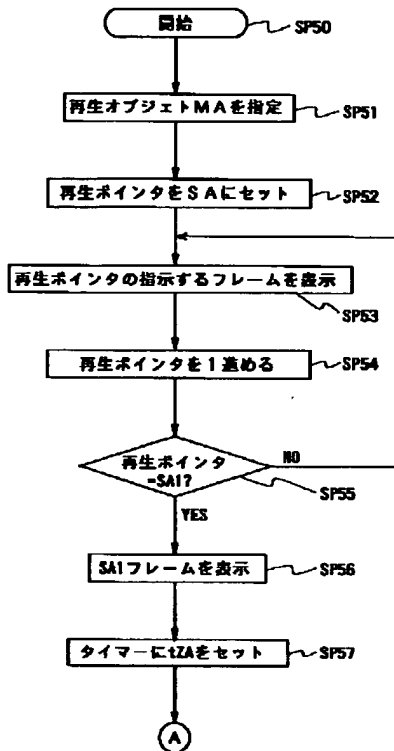 開始
SP50
再生オブジェトMAを指定
SP51
再生ポインタをSAにセット
SP52
再生ポインタの指示するフレームを表示
SP53
再生ポインタを1進める
SP54
再生ポインタ
=SA1?
NO
SP55
YES
SA1フレームを表示
SP56
タイマーにtZAをセット
SP57
A